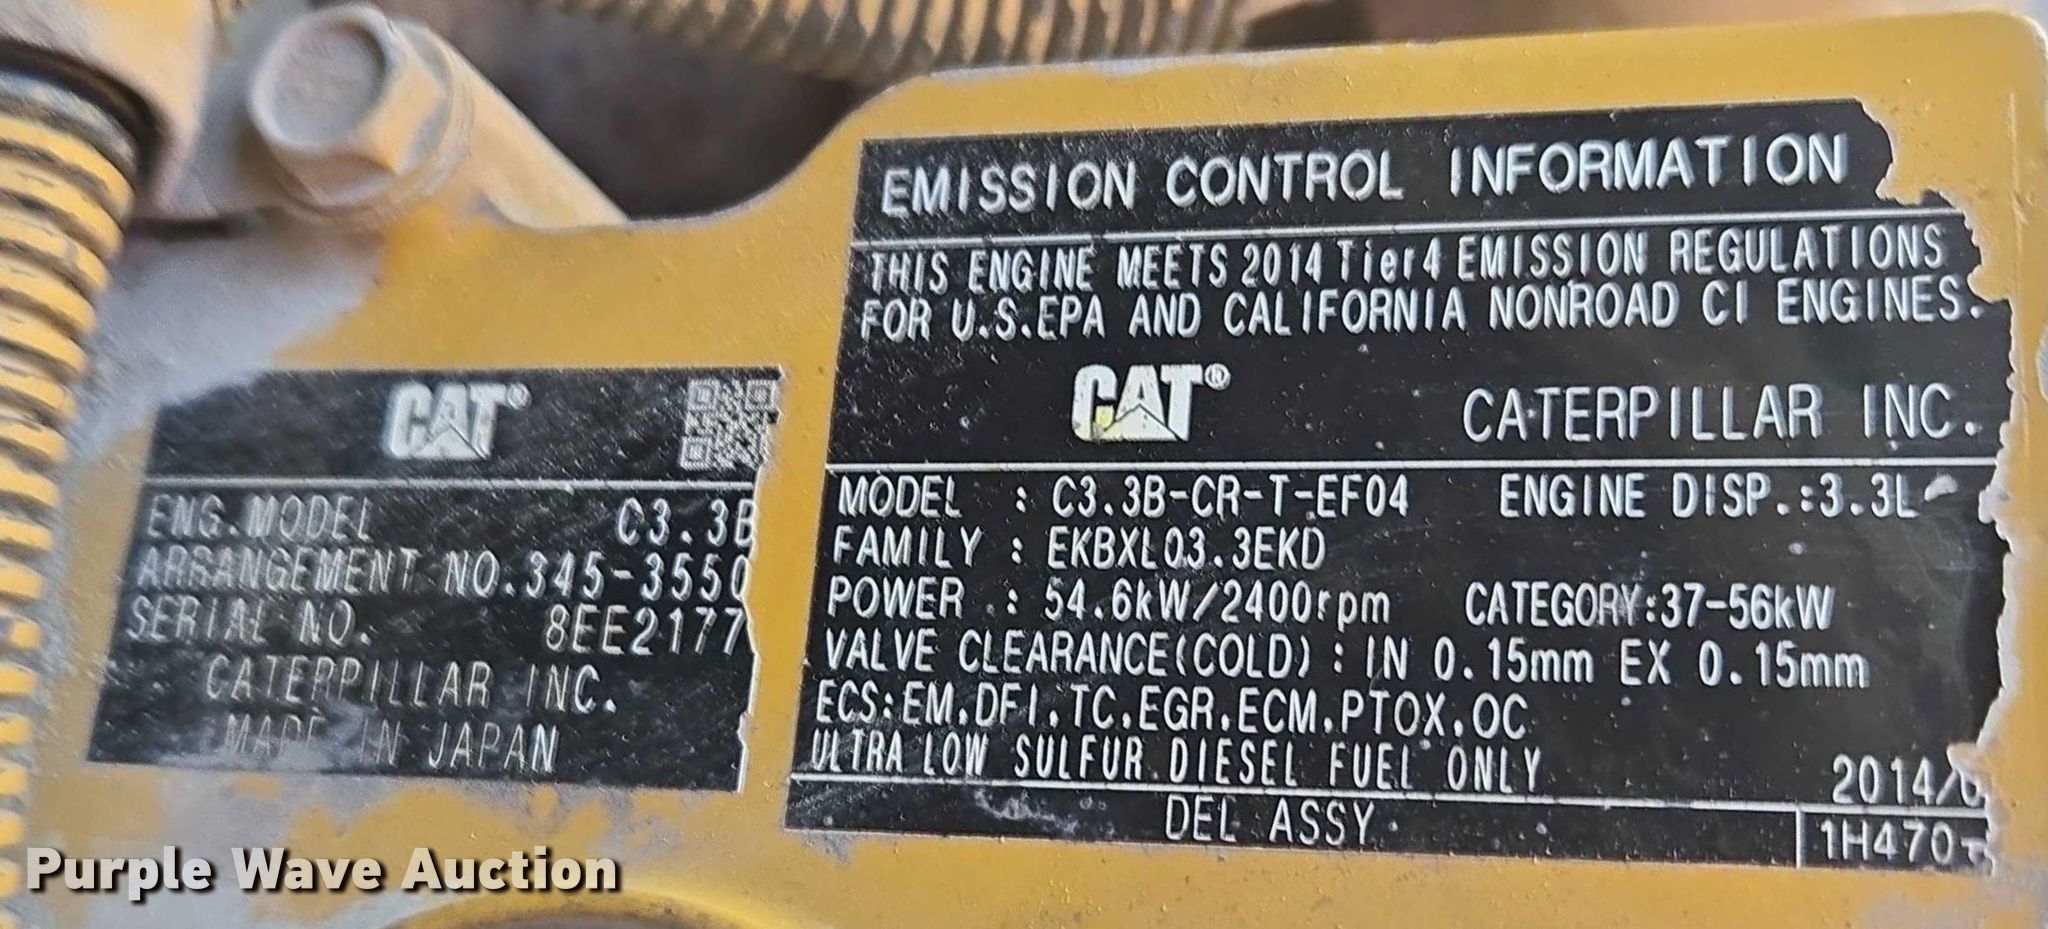 CAT®
ENG.MODEL C3.3B
ARRANGEMENT NO.345-3550
SERIAL NO. 8EE2177
CATERPILLAR INC.
MADE IN JAPAN
EMISSION CONTROL INFORMATION
THIS ENGINE MEETS 2014 Tier4 EMISSION REGULATIONS
FOR U.S.EPA AND CALIFORNIA NONROAD CI ENGINES.
CAT® CATERPILLAR INC.
MODEL : C3.3B-CR-T-EF04 ENGINE DISP.:3.3L
FAMILY : EKBXL03.3EKD
POWER : 54.6kW/2400rpm CATEGORY:37-56kW
VALVE CLEARANCE(COLD) : IN 0.15mm EX 0.15mm
ECS:EM.DFI.TC.EGR.ECM.PTOX.OC
ULTRA LOW SULFUR DIESEL FUEL ONLY 2014/
DEL ASSY 1H470-
Purple Wave Auction